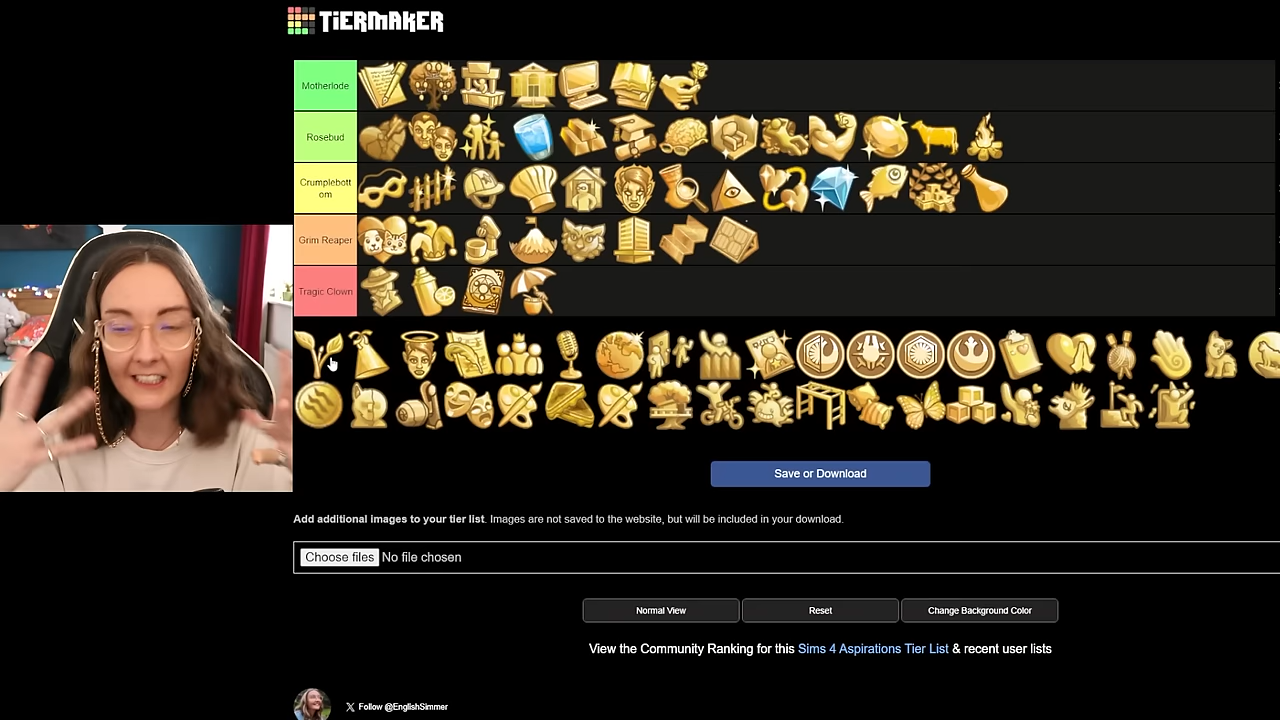 TiERMAKER
Motherlode
Rosebud
Crumplebott
om
Grim Reaper
Tragic Clown
Save or Download
Add additional images to your tier list. Images are not saved to the website, but will be included in your download.
Choose files No file chosen
Normal View
Reset
Change Background Color
View the Community Ranking for this Sims 4 Aspirations Tier List & recent user lists
X Follow @EnglishSimmer